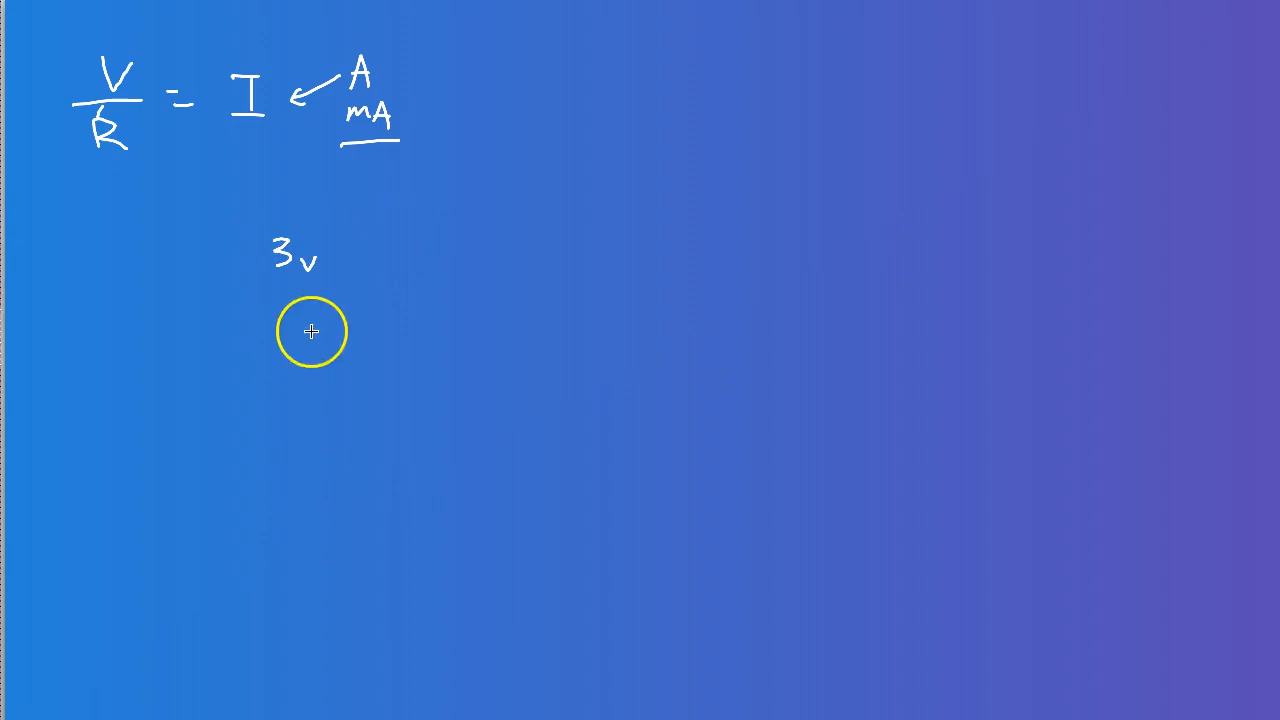 V/R = I ← A
mA
3v